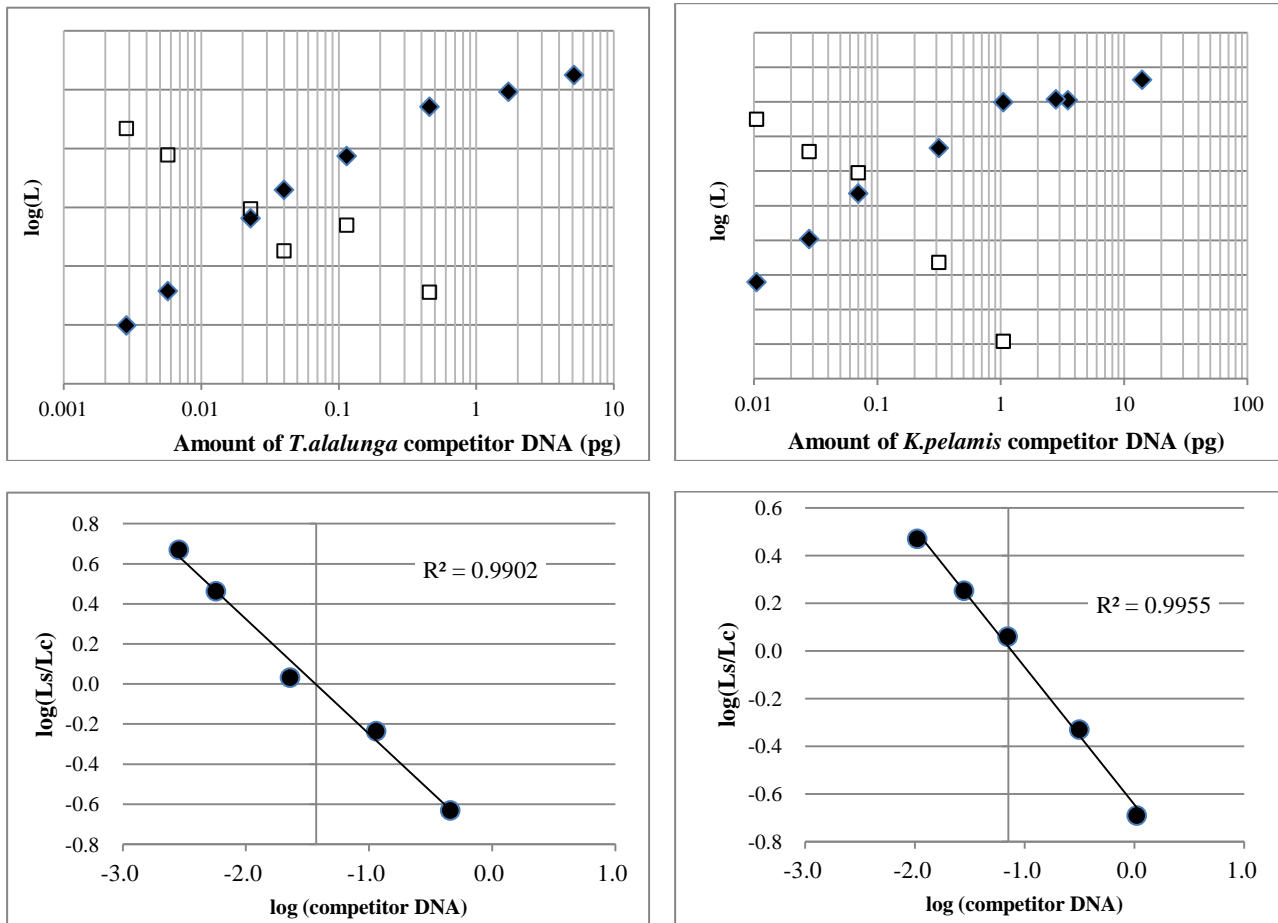 log(L)
0.001 0.01 0.1 1 10
Amount of T.alalunga competitor DNA (pg)
log (L)
0.01 0.1 1 10 100
Amount of K.pelamis competitor DNA (pg)
0.8
0.6
0.4
0.2
0.0
-0.2
-0.4
-0.6
-0.8
log(Ls/Lc)
R² = 0.9902
-3.0 -2.0 -1.0 0.0 1.0
log (competitor DNA)
0.6
0.4
0.2
0.0
-0.2
-0.4
-0.6
-0.8
log(Ls/Lc)
R² = 0.9955
-3.0 -2.0 -1.0 0.0 1.0
log (competitor DNA)